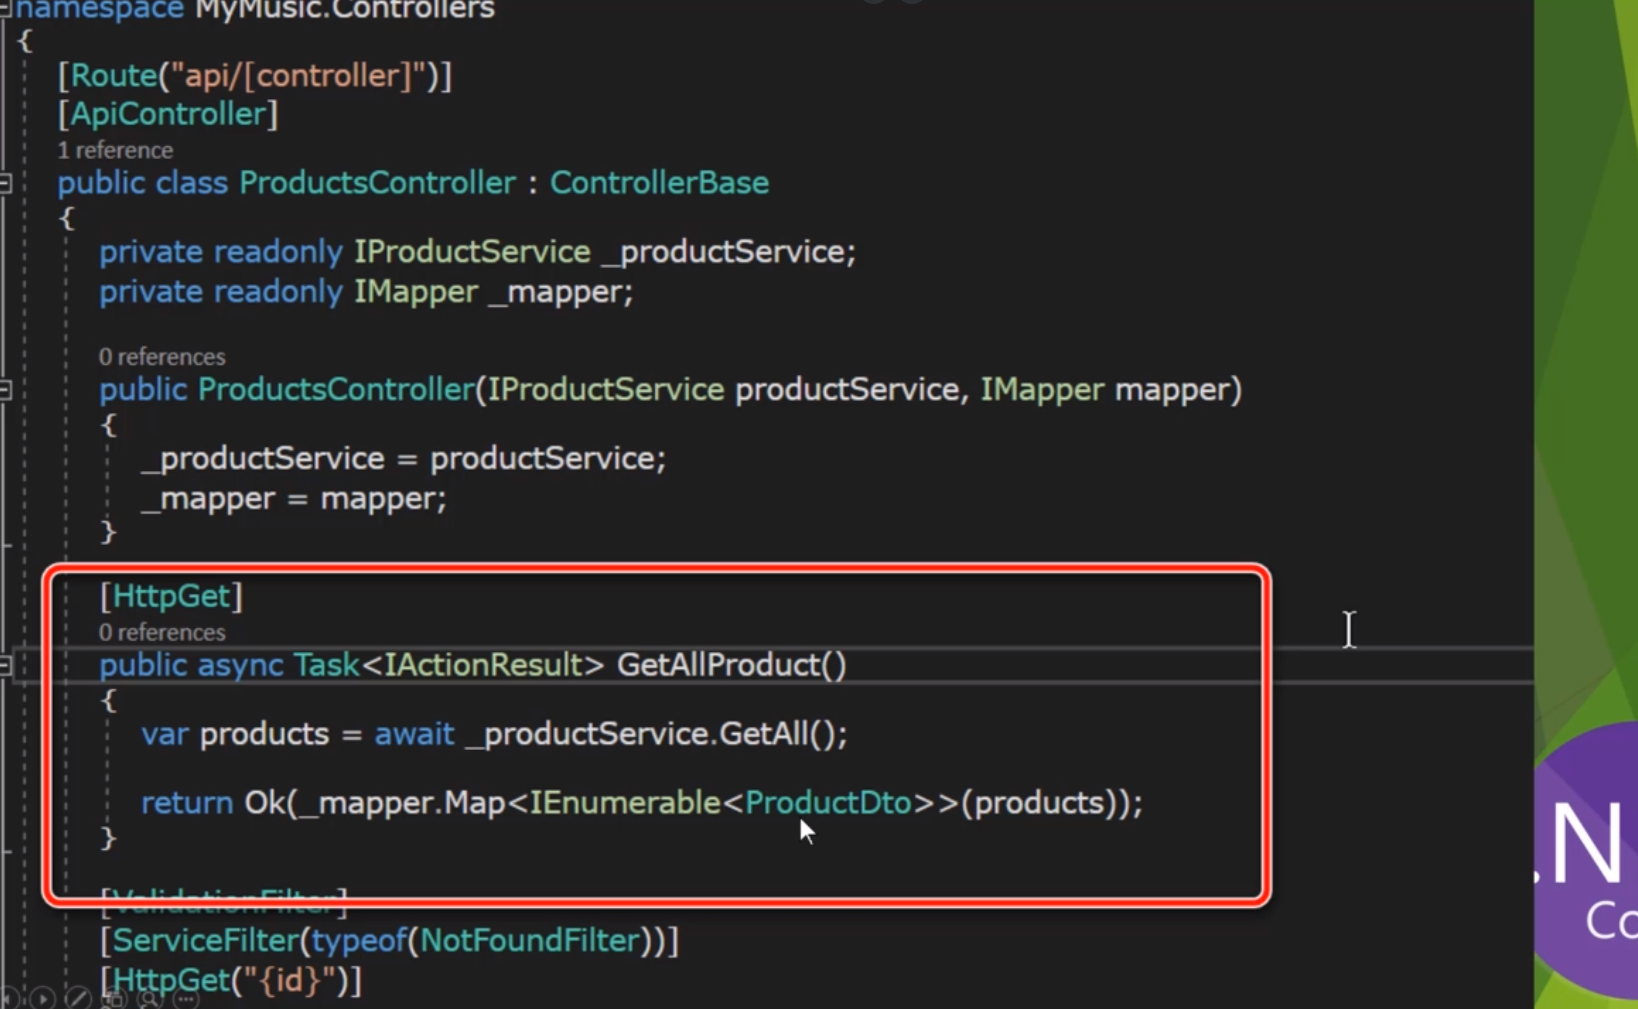 namespace MyMusic.Controllers
{
[Route("api/[controller]")]
[ApiController]
1 reference
public class ProductsController : ControllerBase
{
private readonly IProductService _productService;
private readonly IMapper _mapper;
0 references
public ProductsController(IProductService productService, IMapper mapper)
{
_productService = productService;
_mapper = mapper;
}
[HttpGet]
0 references
public async Task<IActionResult> GetAllProduct()
{
var products = await _productService.GetAll();
return Ok(_mapper.Map<IEnumerable<ProductDto>>(products));
}
[ValidationFilter]
[ServiceFilter(typeof(NotFoundFilter))]
[HttpGet("{id}")]
.N
Co